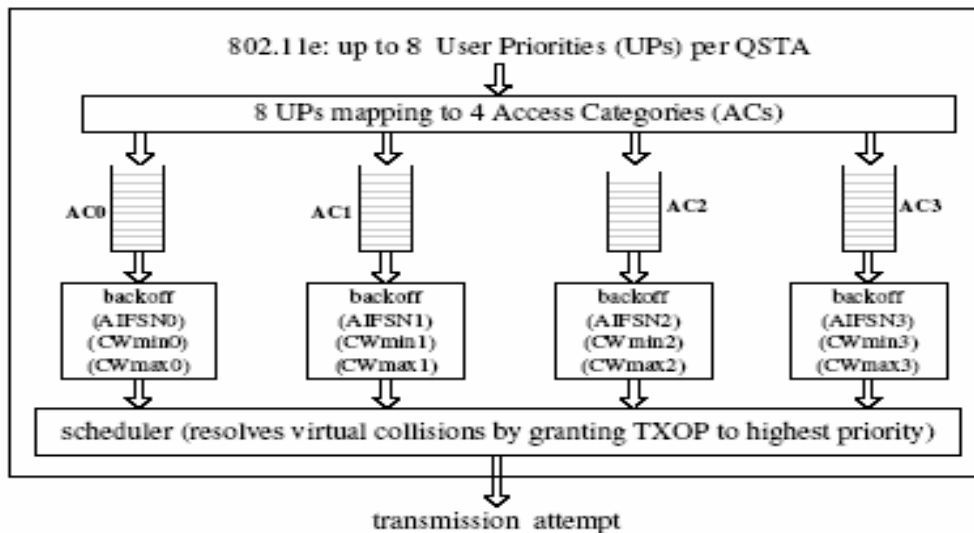 802.11e: up to 8 User Priorities (UPs) per QSTA
8 UPs mapping to 4 Access Categories (ACs)
AC0
AC1
AC2
AC3
backoff
(AIFSN0)
(CWmin0)
(CWmax0)
backoff
(AIFSN1)
(CWmin1)
(CWmax1)
backoff
(AIFSN2)
(CWmin2)
(CWmax2)
backoff
(AIFSN3)
(CWmin3)
(CWmax3)
scheduler (resolves virtual collisions by granting TXOP to highest priority)
transmission attempt